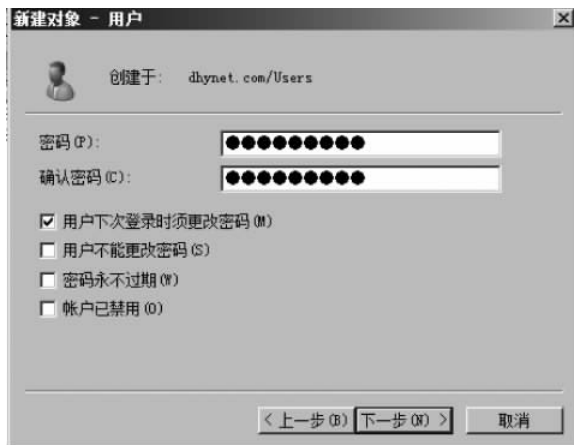 新建对象 - 用户
创建于: dhynet.com/Users
密码(P):
确认密码(C):
用户下次登录时须更改密码(M)
用户不能更改密码(S)
密码永不过期(W)
帐户已禁用(O)
< 上一步(B) 下一步(N) > 取消